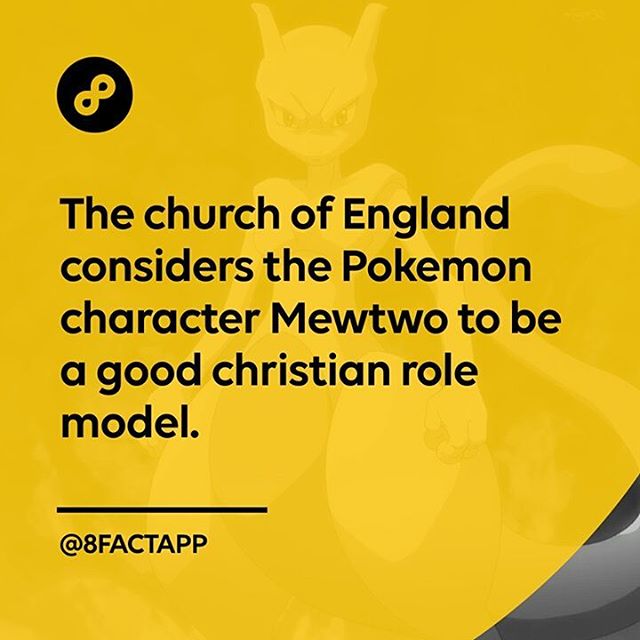 The church of England
considers the Pokemon
character Mewtwo to be
a good christian role
model.
@8FACTAPP